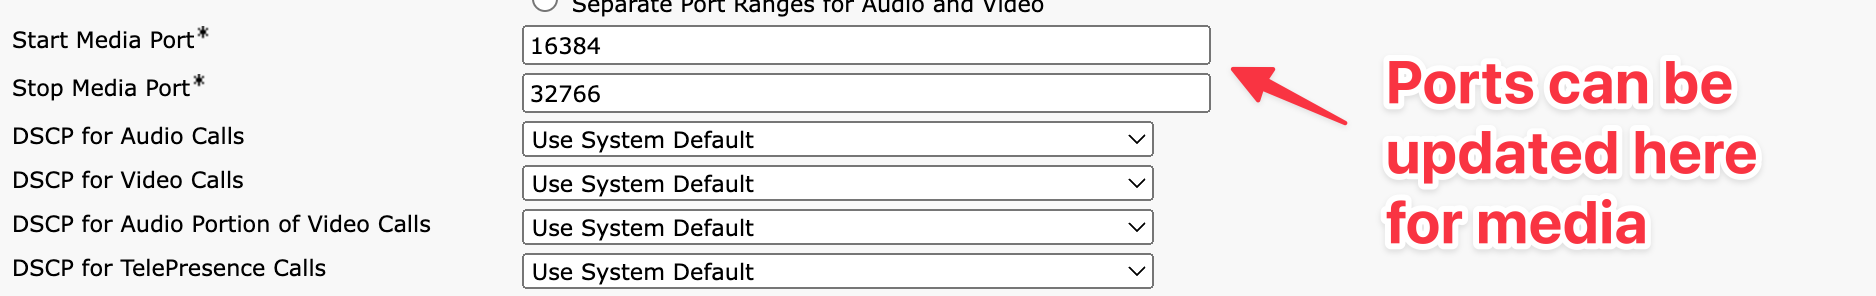 Separate Port Ranges for Audio and Video
Start Media Port* 16384
Stop Media Port* 32766
DSCP for Audio Calls Use System Default
DSCP for Video Calls Use System Default
DSCP for Audio Portion of Video Calls Use System Default
DSCP for TelePresence Calls Use System Default
Ports can be
updated here
for media